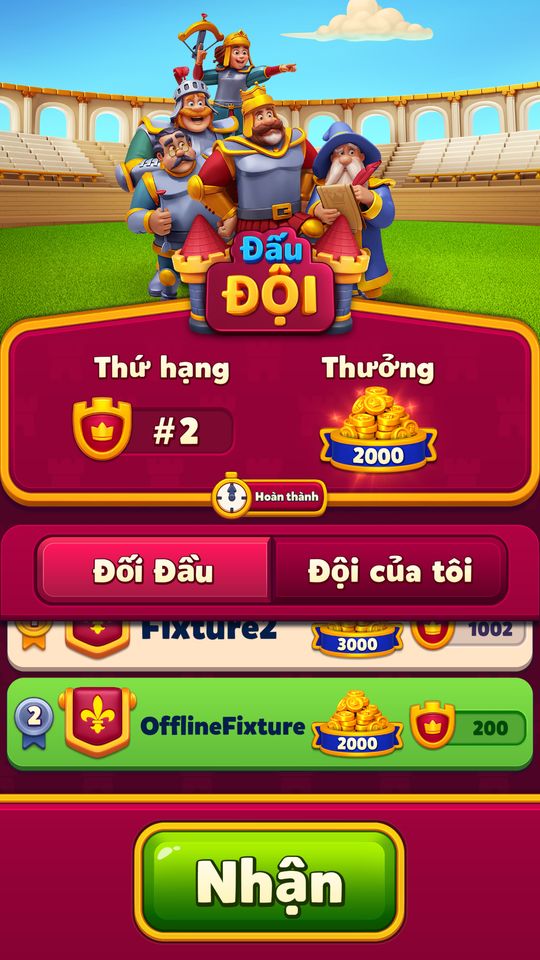 Đấu
ĐỘI
Thứ hạng
Thưởng
#2
2000
Hoàn thành
Đối Đầu
Đội của tôi
Fixture2
3000
1002
2
OfflineFixture
2000
200
Nhận